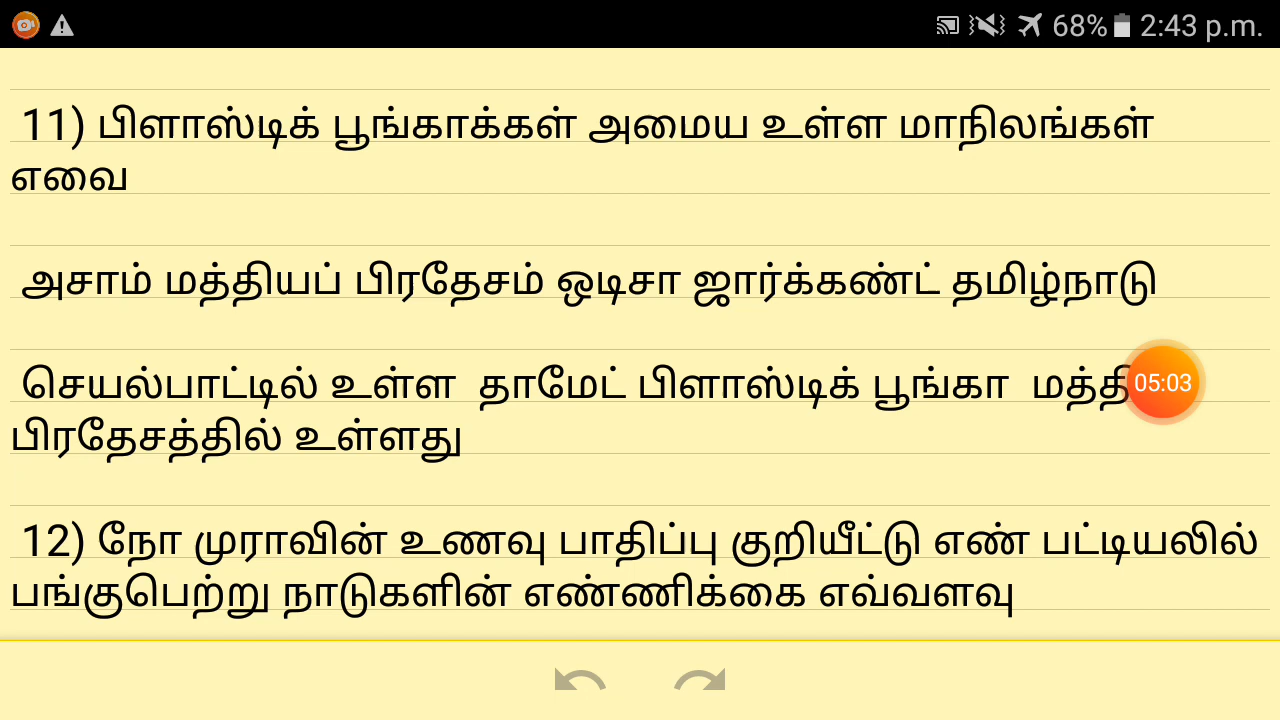 68% 2:43 p.m.
11) பிளாஸ்டிக் பூங்காக்கள் அமைய உள்ள மாநிலங்கள்
எவை
அசாம் மத்தியப் பிரதேசம் ஒடிசா ஜார்க்கண்ட் தமிழ்நாடு
செயல்பாட்டில் உள்ள தாமேட் பிளாஸ்டிக் பூங்கா
05:03
பிரதேசத்தில் உள்ளது
12) நோ முராவின் உணவு பாதிப்பு குறியீட்டு எண் பட்டியலில்
பங்குபெற்று நாடுகளின் எண்ணிக்கை எவ்வளவு